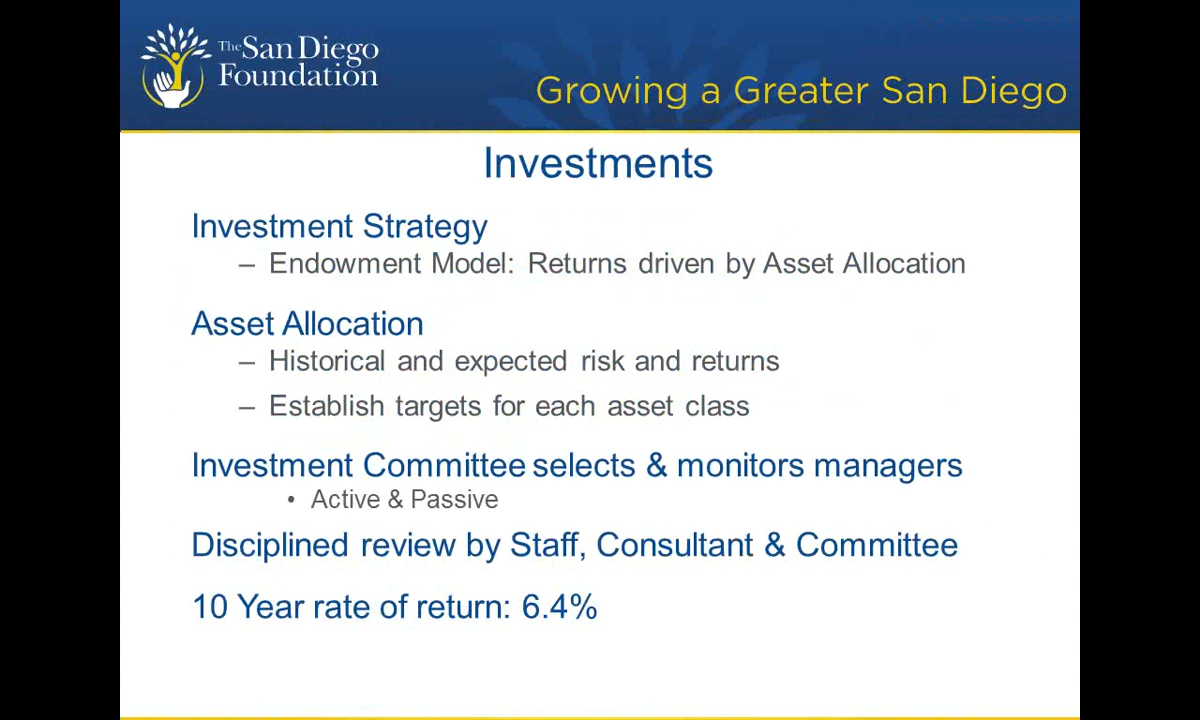 The San Diego
Foundation
Growing a Greater San Diego
Investments
Investment Strategy
– Endowment Model: Returns driven by Asset Allocation
Asset Allocation
– Historical and expected risk and returns
– Establish targets for each asset class
Investment Committee selects & monitors managers
• Active & Passive
Disciplined review by Staff, Consultant & Committee
10 Year rate of return: 6.4%